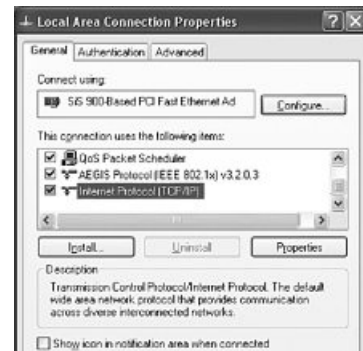 Local Area Connection Properties
General Authentication Advanced
Connect using:
SiS 900-Based PCI Fast Ethernet Ad Configure...
This connection uses the following items:
QoS Packet Scheduler
AEGIS Protocol (IEEE 802.1x) v3.2.0.3
Internet Protocol (TCP/IP)
Install... Uninstall Properties
Description
Transmission Control Protocol/Internet Protocol. The default
wide area network protocol that provides communication
across diverse interconnected networks.
Show icon in notification area when connected